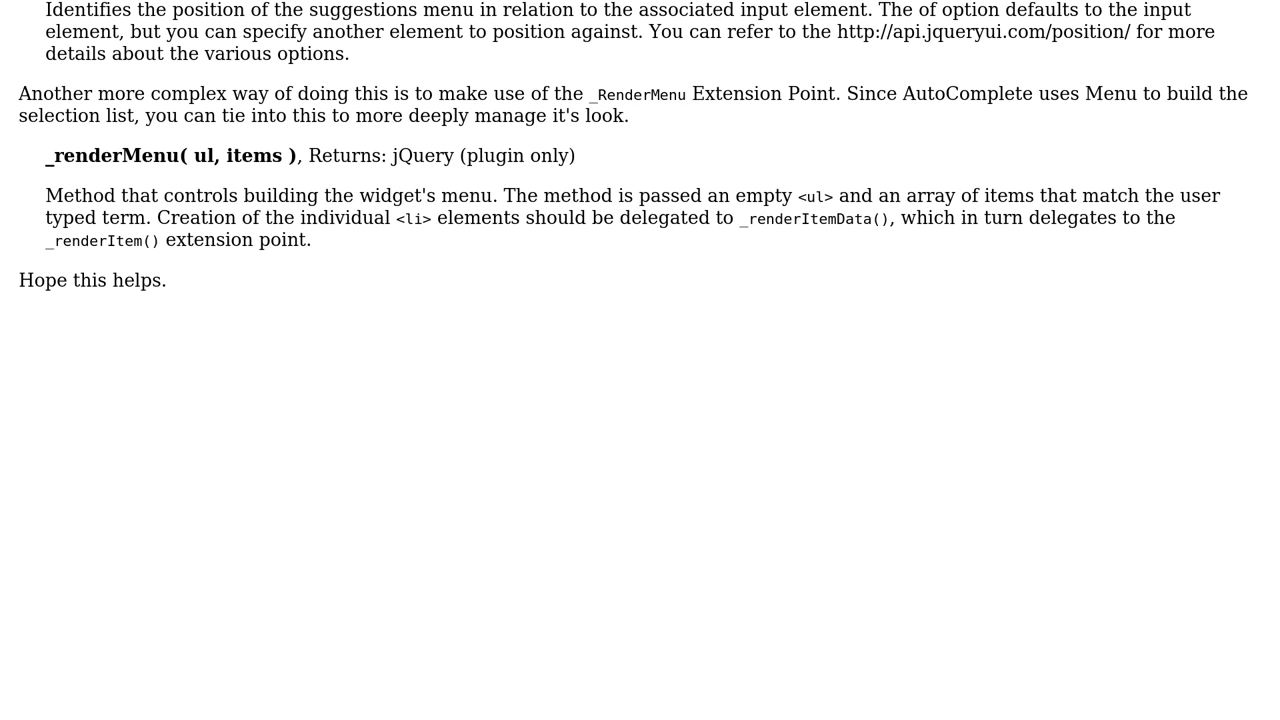 Identifies the position of the suggestions menu in relation to the associated input element. The of option defaults to the input
element, but you can specify another element to position against. You can refer to the http://api.jqueryui.com/position/ for more
details about the various options.
Another more complex way of doing this is to make use of the _RenderMenu Extension Point. Since AutoComplete uses Menu to build the
selection list, you can tie into this to more deeply manage it's look.
_renderMenu( ul, items ), Returns: jQuery (plugin only)
Method that controls building the widget's menu. The method is passed an empty <ul> and an array of items that match the user
typed term. Creation of the individual <li> elements should be delegated to _renderItemData(), which in turn delegates to the
_renderItem() extension point.
Hope this helps.